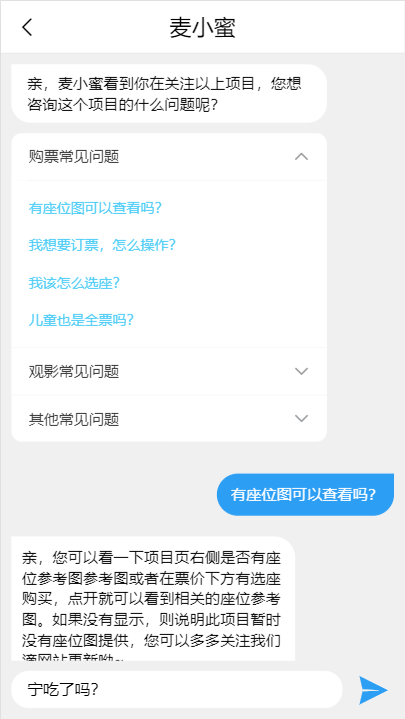 麦小蜜
亲，麦小蜜看到你在关注以上项目，您想
咨询这个项目的什么问题呢？
购票常见问题
有座位图可以查看吗？
我想要订票，怎么操作？
我该怎么选座？
儿童也是全票吗？
观影常见问题
其他常见问题
有座位图可以查看吗？
亲，您可以看一下项目页右侧是否有座
位参考图参考图或者在票价下方有选座
购买，点开就可以看到相关的座位参考
图。如果没有显示，则说明此项目暂时
没有座位图提供，您可以多多关注我们
滴网站更新呦~
宁吃了吗？